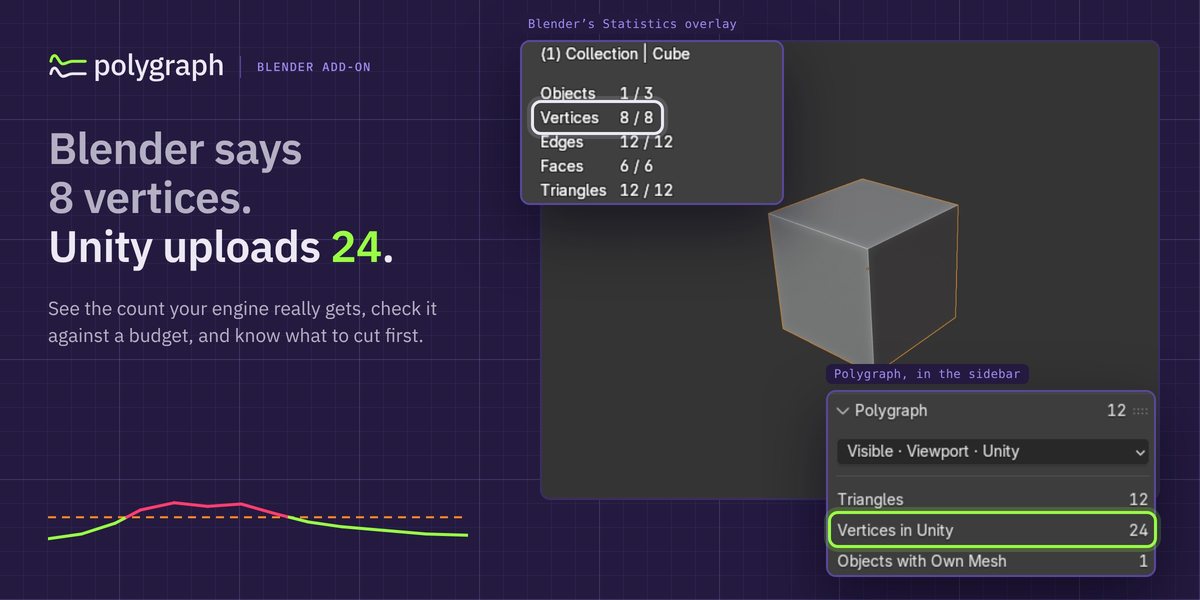 polygraph
BLENDER ADD-ON
Blender says
8 vertices.
Unity uploads 24.
See the count your engine really gets, check it
against a budget, and know what to cut first.
Blender’s Statistics overlay
(1) Collection | Cube
Objects 1 / 3
Vertices 8 / 8
Edges 12 / 12
Faces 6 / 6
Triangles 12 / 12
Polygraph, in the sidebar
Polygraph 12
Visible · Viewport · Unity
Triangles 12
Vertices in Unity 24
Objects with Own Mesh 1